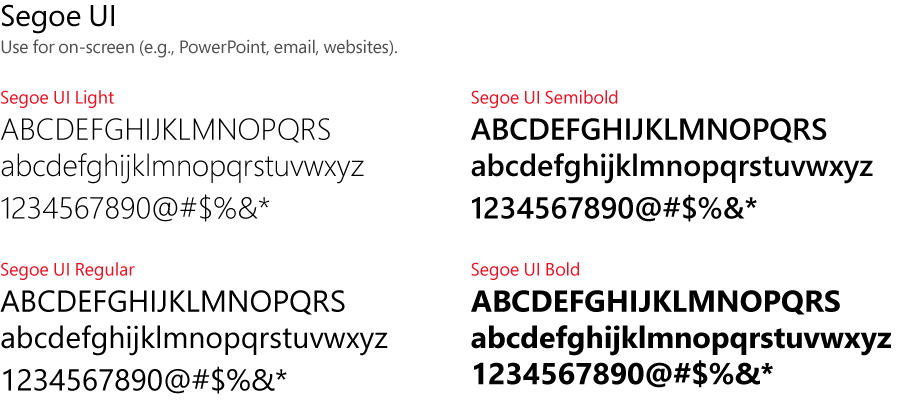 Segoe UI
Use for on-screen (e.g., PowerPoint, email, websites).
Segoe UI Light
ABCDEFGHIJKLMNOPQRS
abcdefghijklmnopqrstuvwxyz
1234567890@#$%&*
Segoe UI Semibold
ABCDEFGHIJKLMNOPQRS
abcdefghijklmnopqrstuvwxyz
1234567890@#$%&*
Segoe UI Regular
ABCDEFGHIJKLMNOPQRS
abcdefghijklmnopqrstuvwxyz
1234567890@#$%&*
Segoe UI Bold
ABCDEFGHIJKLMNOPQRS
abcdefghijklmnopqrstuvwxyz
1234567890@#$%&*